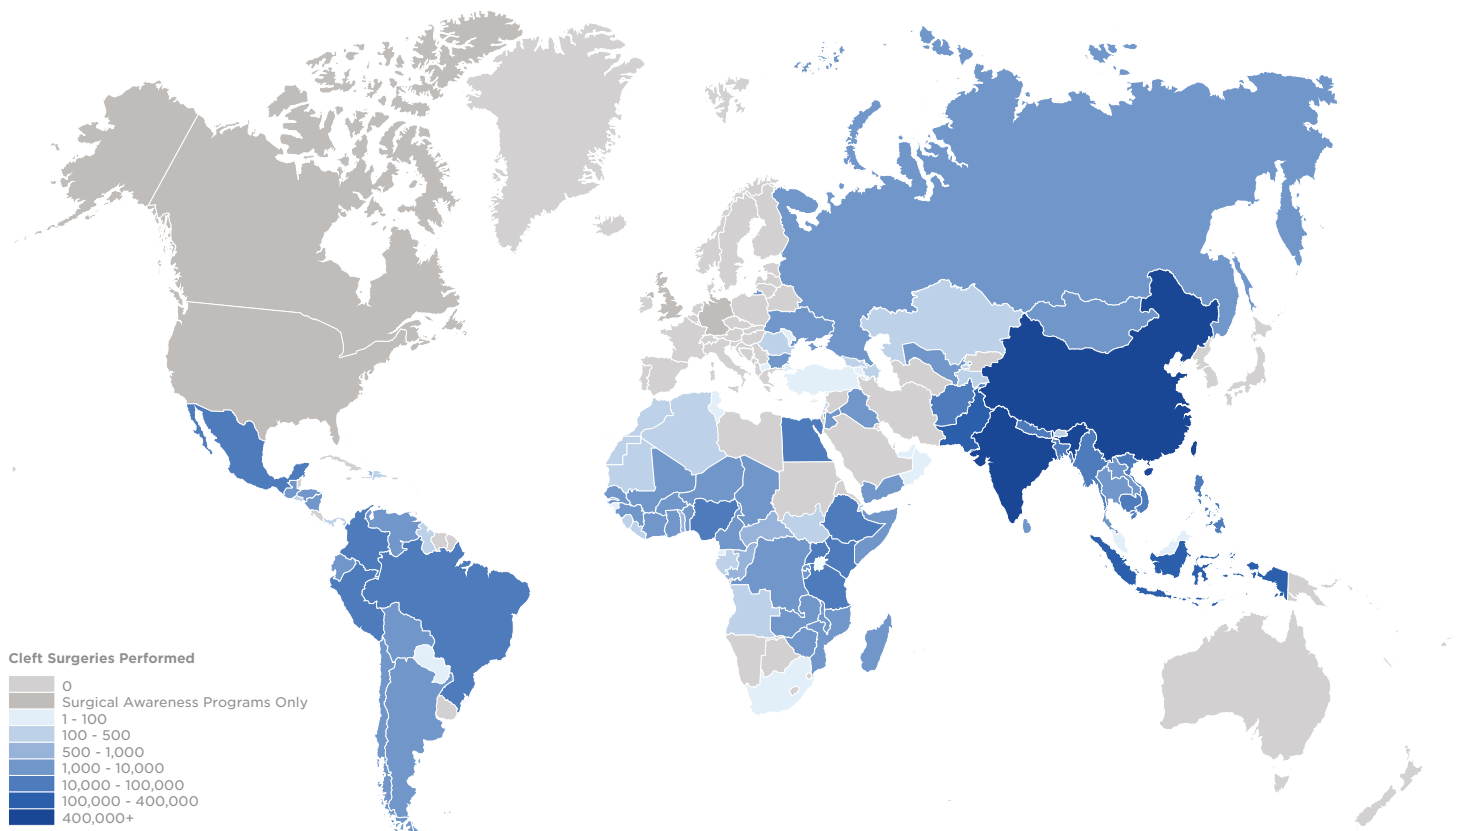 Cleft Surgeries Performed
0
Surgical Awareness Programs Only
1 - 100
100 - 500
500 - 1,000
1,000 - 10,000
10,000 - 100,000
100,000 - 400,000
400,000+